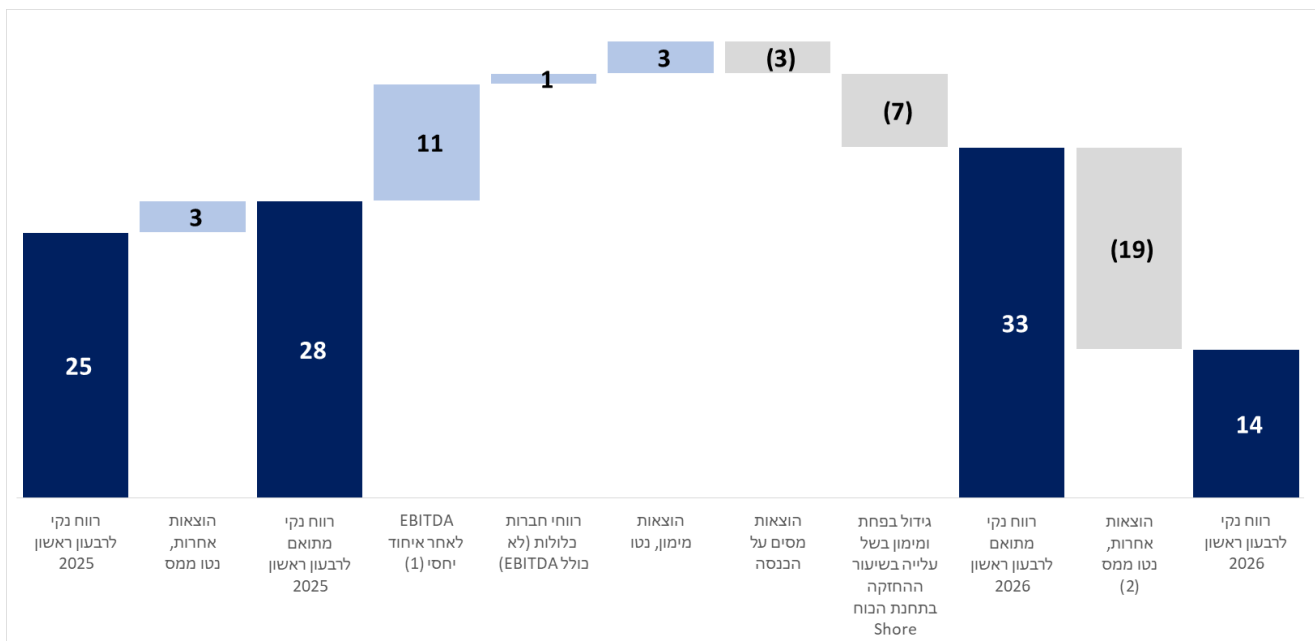 3
(3)
1
(7)
11
3
(19)
33
28
25
14
רווח נקי
לרבעון ראשון
2025
הוצאות
אחרות,
נטו ממס
רווח נקי
מתואם
לרבעון ראשון
2025
EBITDA
לאחר איחוד
יחסי (1)
רווחי חברות
כלולות (לא
כולל EBITDA)
הוצאות
מימון, נטו
הוצאות
מסים על
הכנסה
גידול בפחת
ומימון בשל
עלייה בשיעור
ההחזקה
בתחנת הכוח
Shore
רווח נקי
מתואם
לרבעון ראשון
2026
הוצאות
אחרות,
נטו ממס
(2)
רווח נקי
לרבעון ראשון
2026